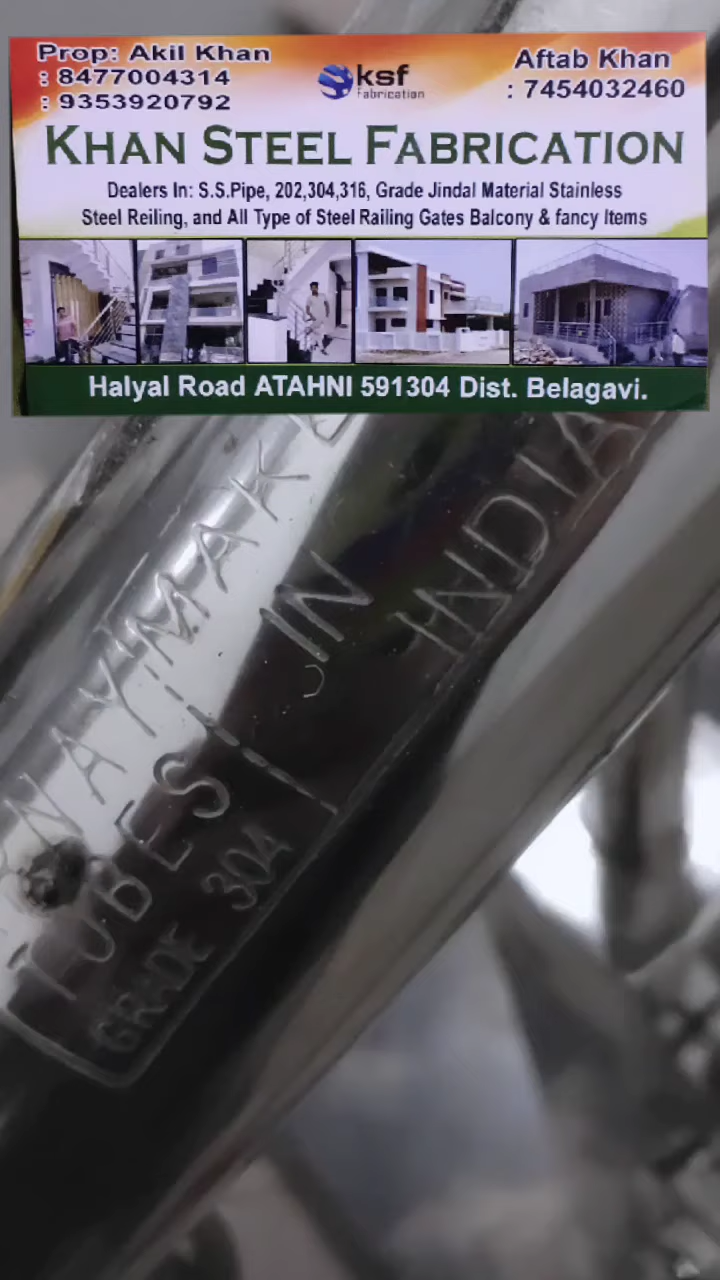 Prop: Akil Khan
: 8477004314
: 9353920792
ksf
Fabrication
Aftab Khan
: 7454032460
KHAN STEEL FABRICATION
Dealers In: S.S.Pipe, 202,304,316, Grade Jindal Material Stainless
Steel Reiling, and All Type of Steel Railing Gates Balcony & fancy Items
Halyal Road ATAHNI 591304 Dist. Belagavi.
MAKE
IN INDIA
TUBES
GRADE 304